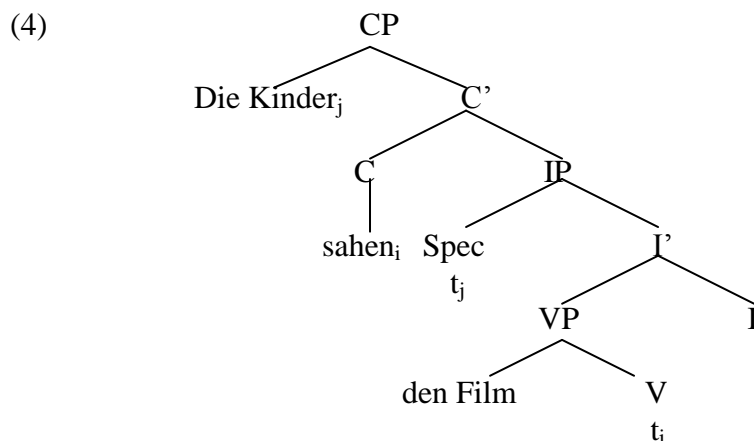 (4) CP
Die Kinderj C’
C IP
saheni Spec I’
tj
VP I
den Film V
ti